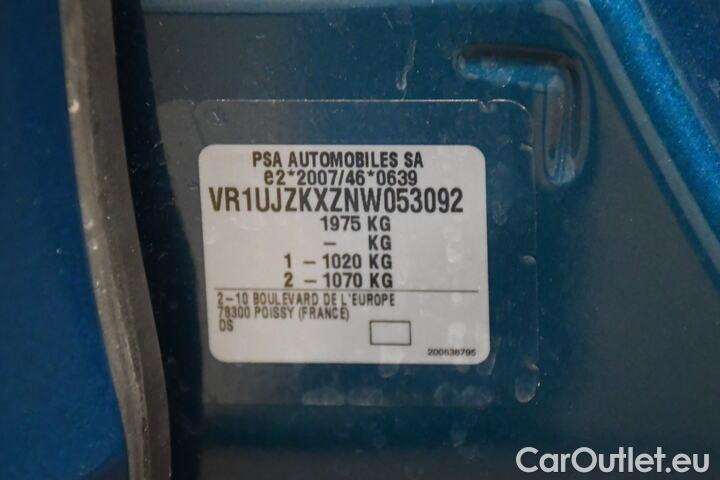 PSA AUTOMOBILES SA
e2*2007/46*0639
VR1UJZKXZNW053092
1975 KG
– KG
1 – 1020 KG
2 – 1070 KG
2–10 BOULEVARD DE L'EUROPE
78300 POISSY (FRANCE)
DS
200638795
CarOutlet.eu